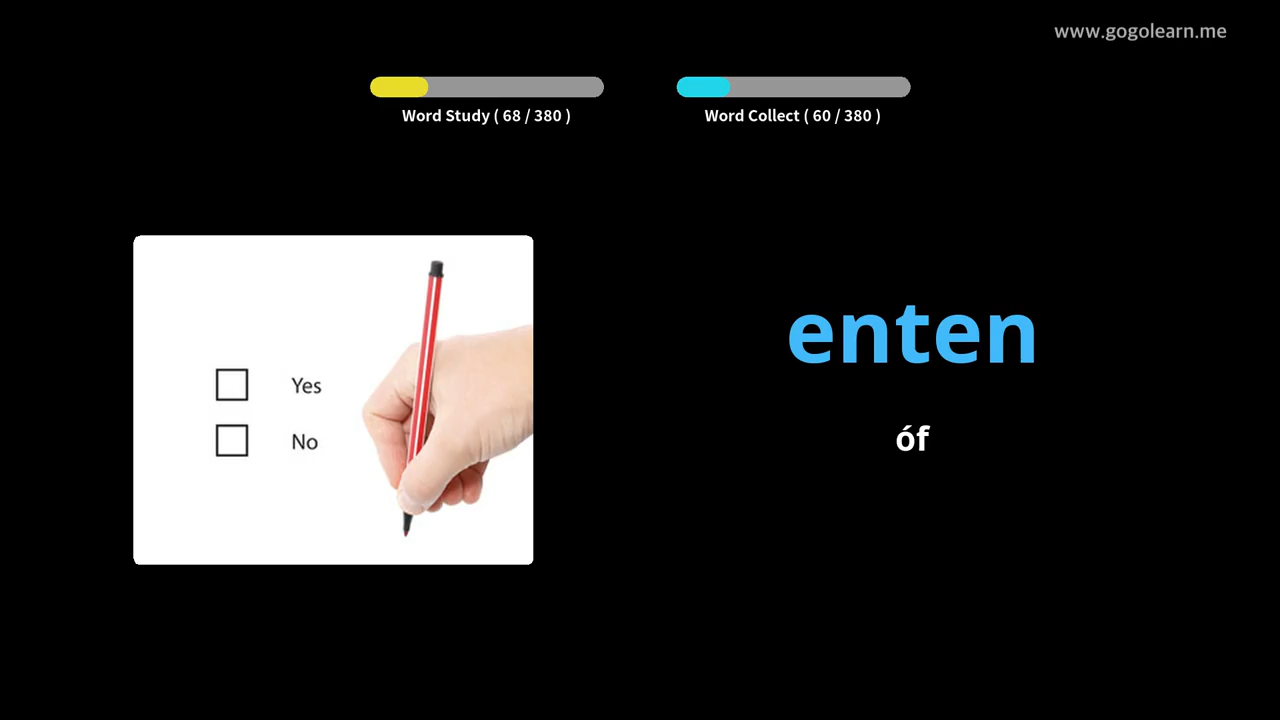 www.gogolearn.me
Word Study ( 68 / 380 )
Word Collect ( 60 / 380 )
Yes
No
enten
óf